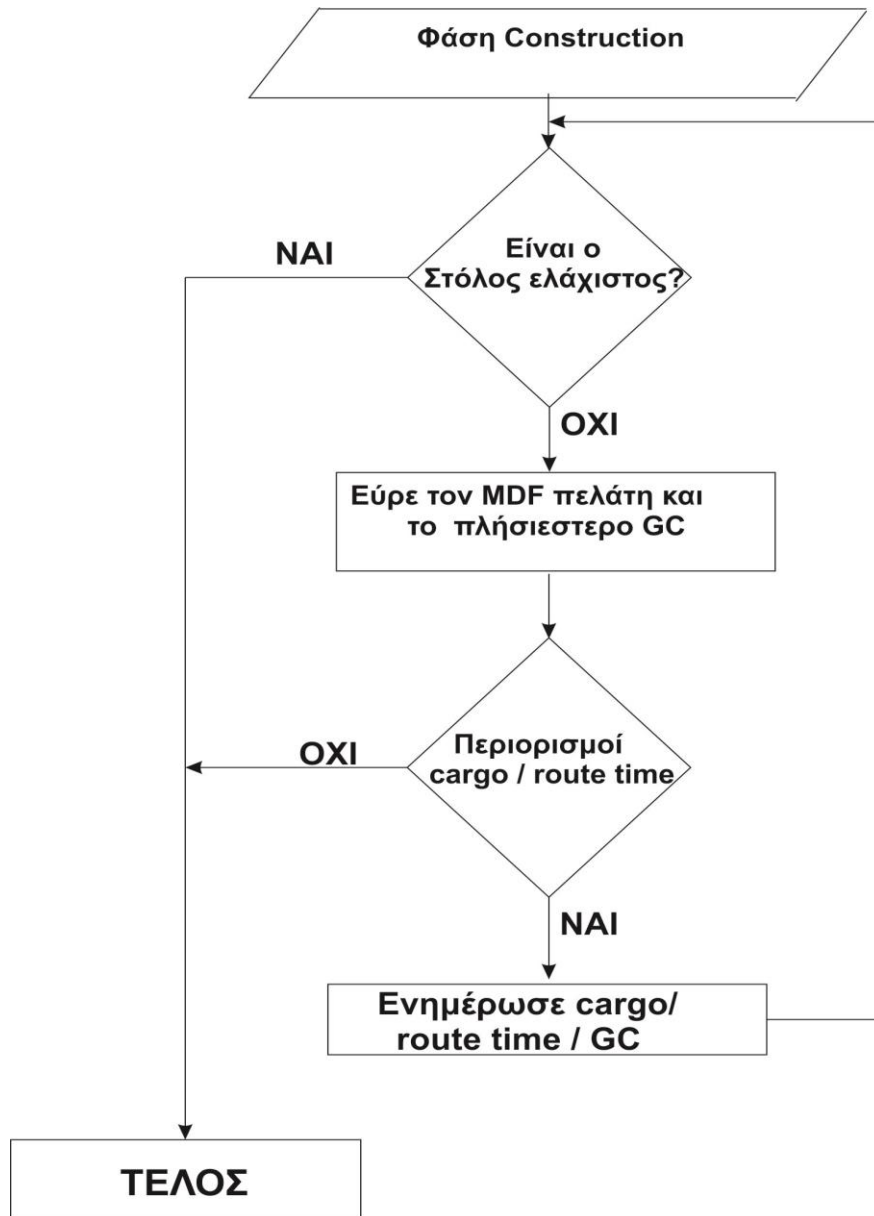 Φάση Construction
Είναι ο
ΝΑΙ
Στόλος ελάχιστος?
ΟΧΙ
Εύρε τον MDF πελάτη και
το πλήσιεστερο GC
Περιορισμοί
ΟΧΙ
cargo / route time
ΝΑΙ
Ενημέρωσε cargo/
route time / GC
ΤΕΛΟΣ